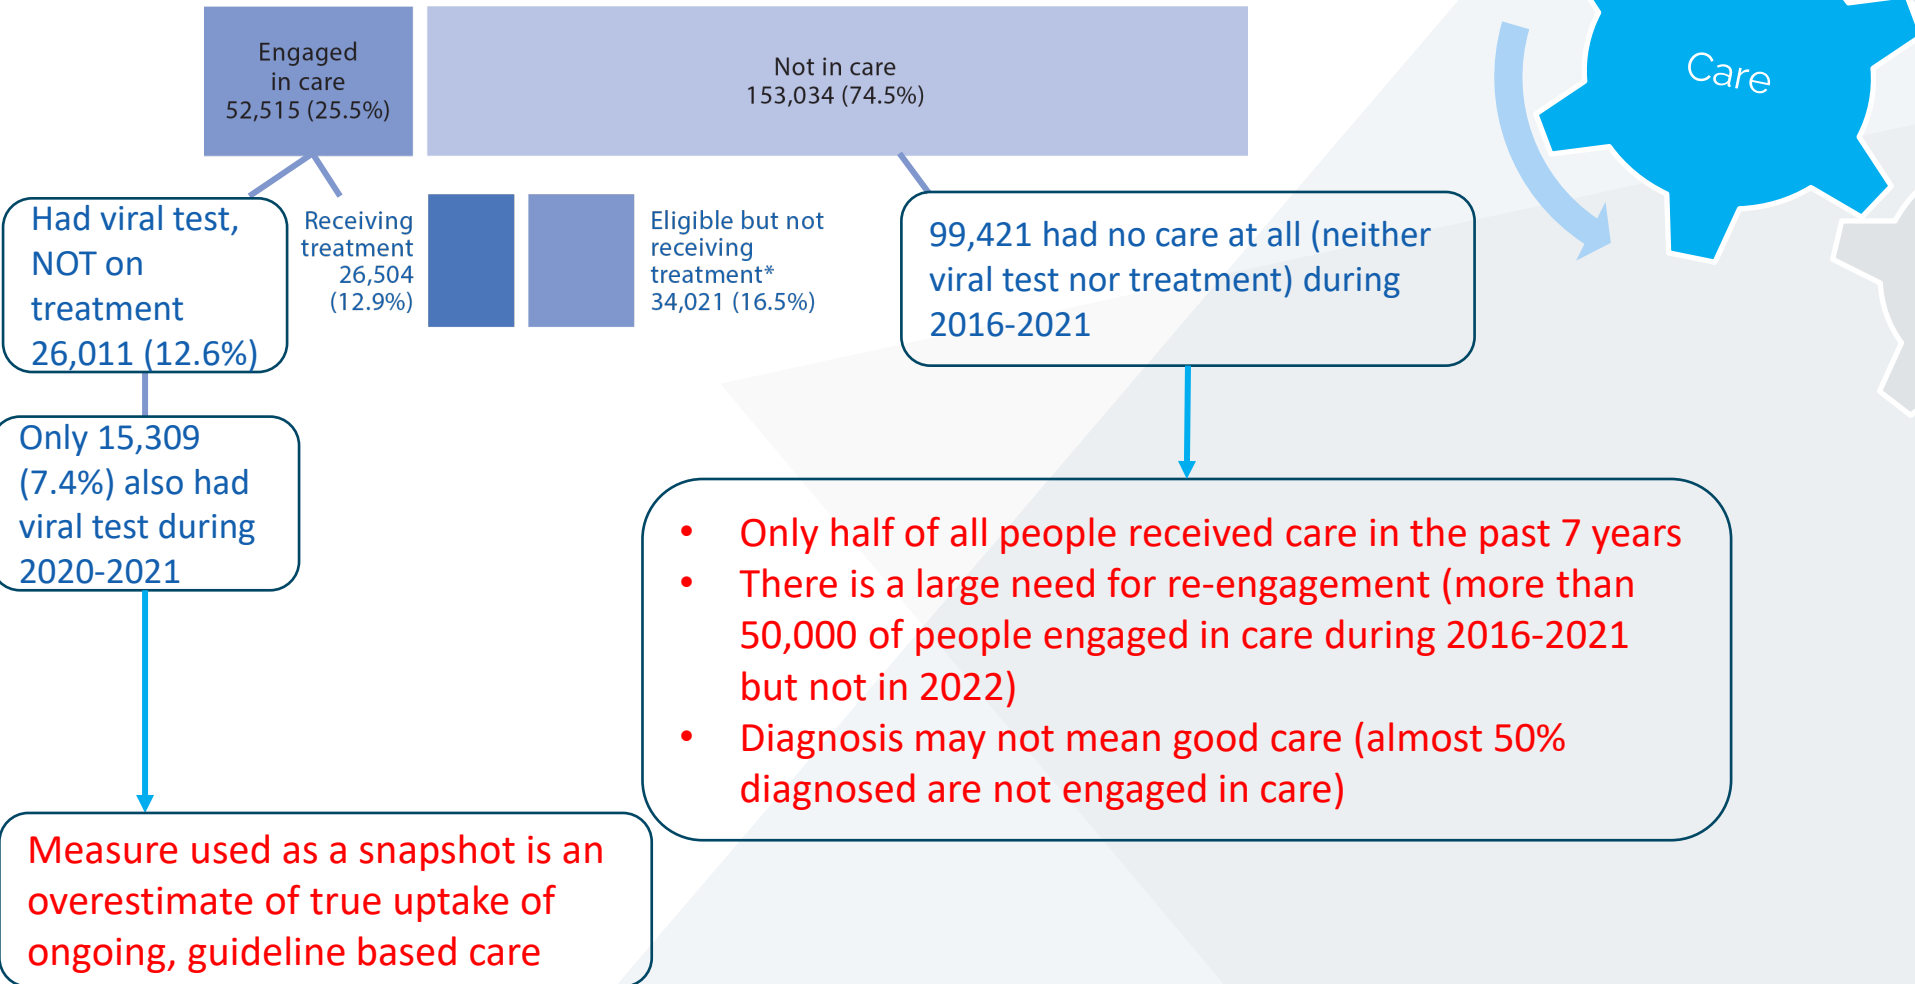 Engaged
in care
52,515 (25.5%)
Not in care
153,034 (74.5%)
Care
Had viral test,
NOT on
treatment
26,011 (12.6%)
Receiving
treatment
26,504
(12.9%)
Eligible but not
receiving
treatment*
34,021 (16.5%)
99,421 had no care at all (neither
viral test nor treatment) during
2016-2021
Only 15,309
(7.4%) also had
viral test during
2020-2021
• Only half of all people received care in the past 7 years
• There is a large need for re-engagement (more than
50,000 of people engaged in care during 2016-2021
but not in 2022)
• Diagnosis may not mean good care (almost 50%
diagnosed are not engaged in care)
Measure used as a snapshot is an
overestimate of true uptake of
ongoing, guideline based care